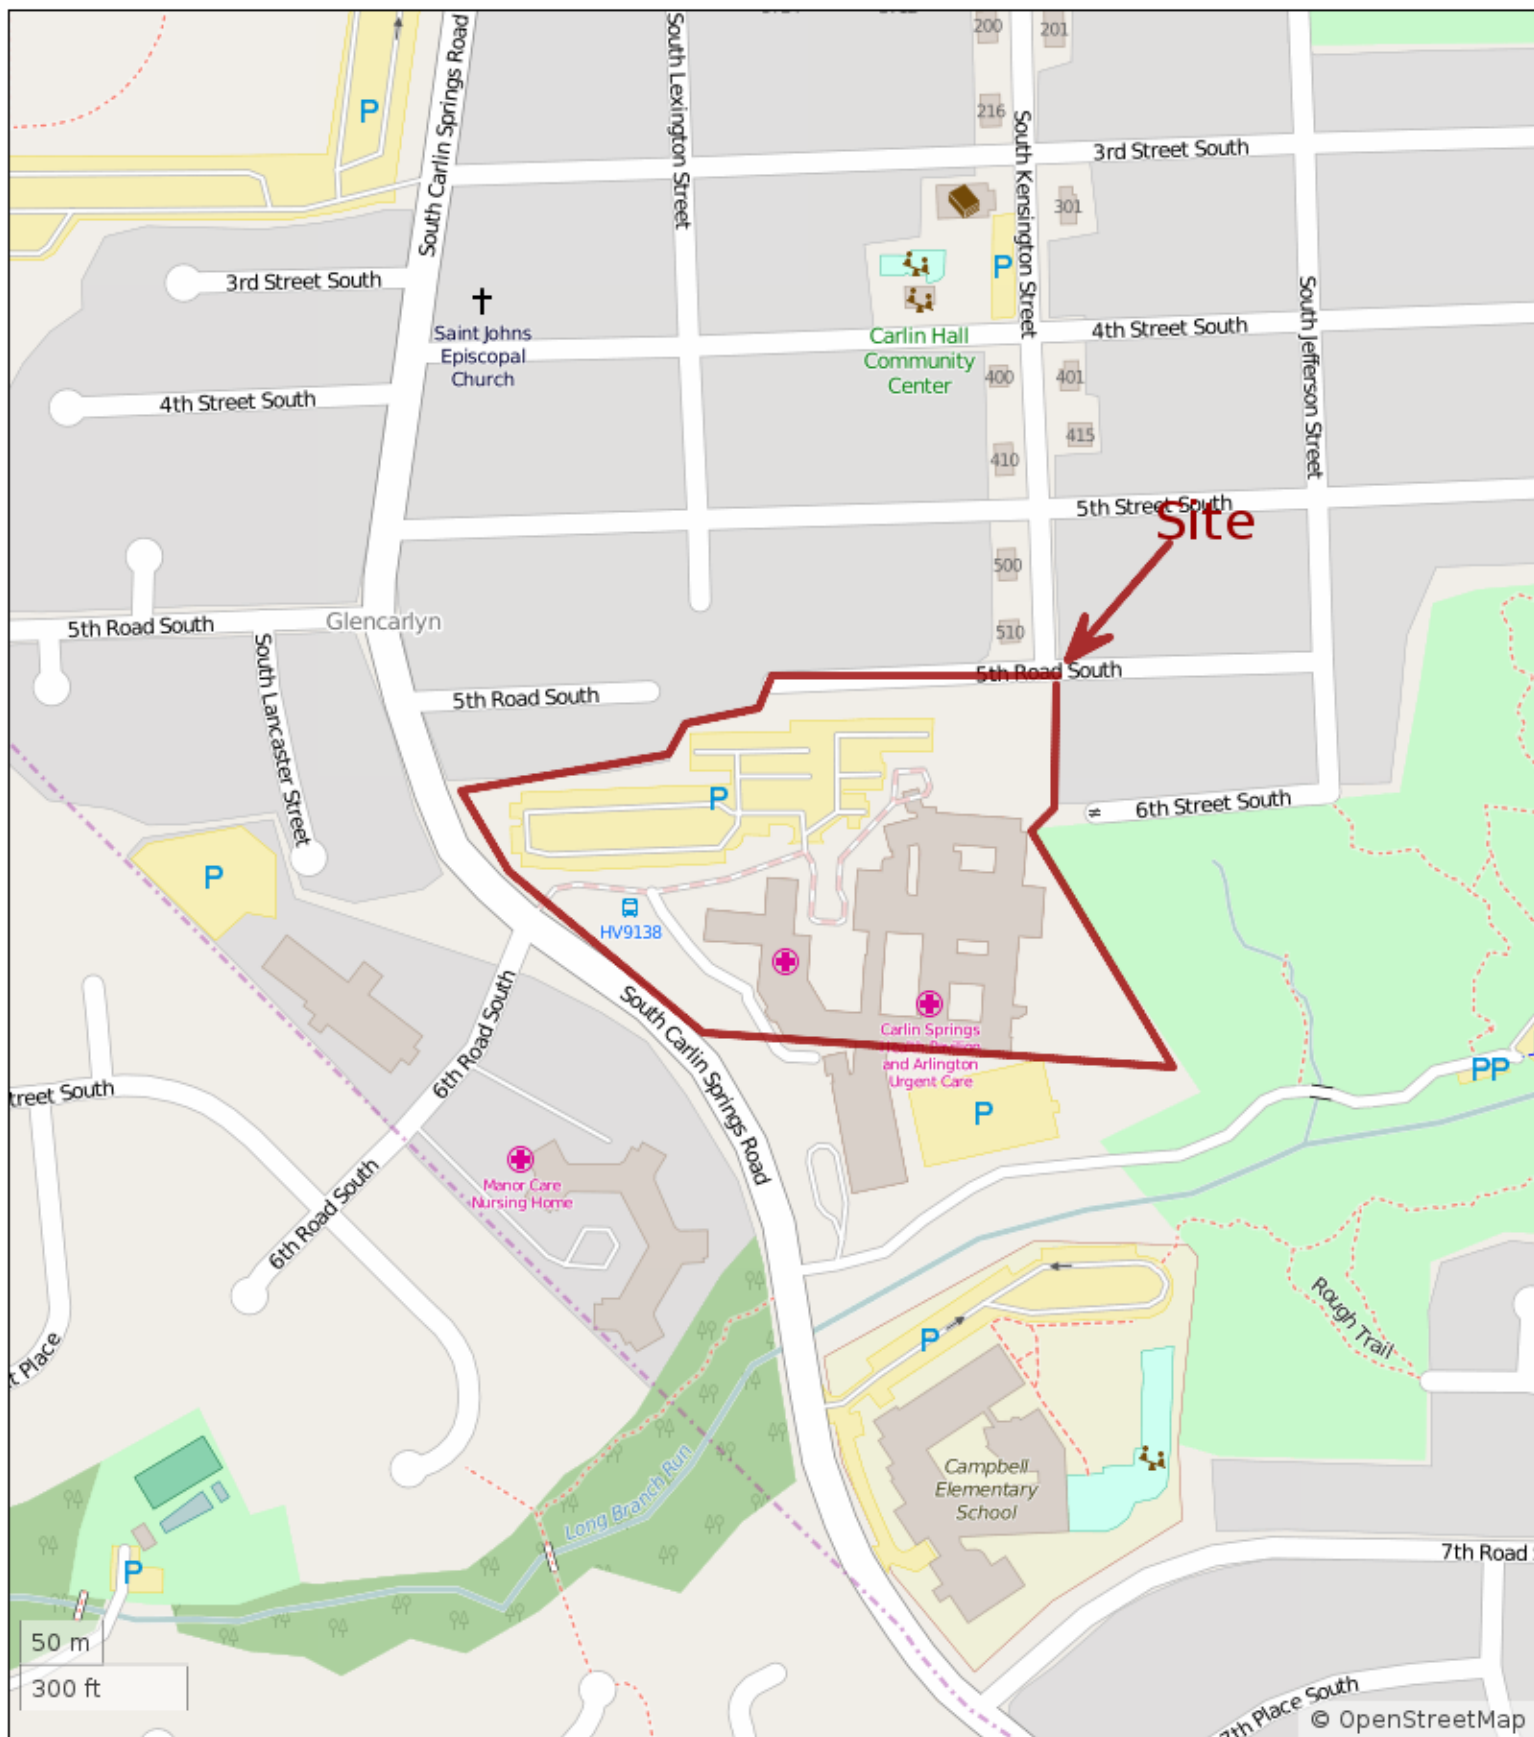 200
201
216
South Carlin Springs Road
South Lexington Street
South Kensington Street
3rd Street South
P
301
P
3rd Street South
South Jefferson Street
Saint Johns
Episcopal
Church
4th Street South
Carlin Hall
Community
Center
4th Street South
400
401
415
410
5th Street South
Site
500
510
Glencarlyn
5th Road South
5th Road South
5th Road South
South Lancaster Street
P
6th Street South
P
HV9138
South Carlin Springs Road
Carlin Springs
Health Pavilion
and Arlington
Urgent Care
6th Road South
PP
treet South
P
Manor Care
Nursing Home
6th Road South
Rough Trail
t Place
P
Long Branch Run
Campbell
Elementary
School
7th Road
P
50 m
300 ft
7th Place South
© OpenStreetMap